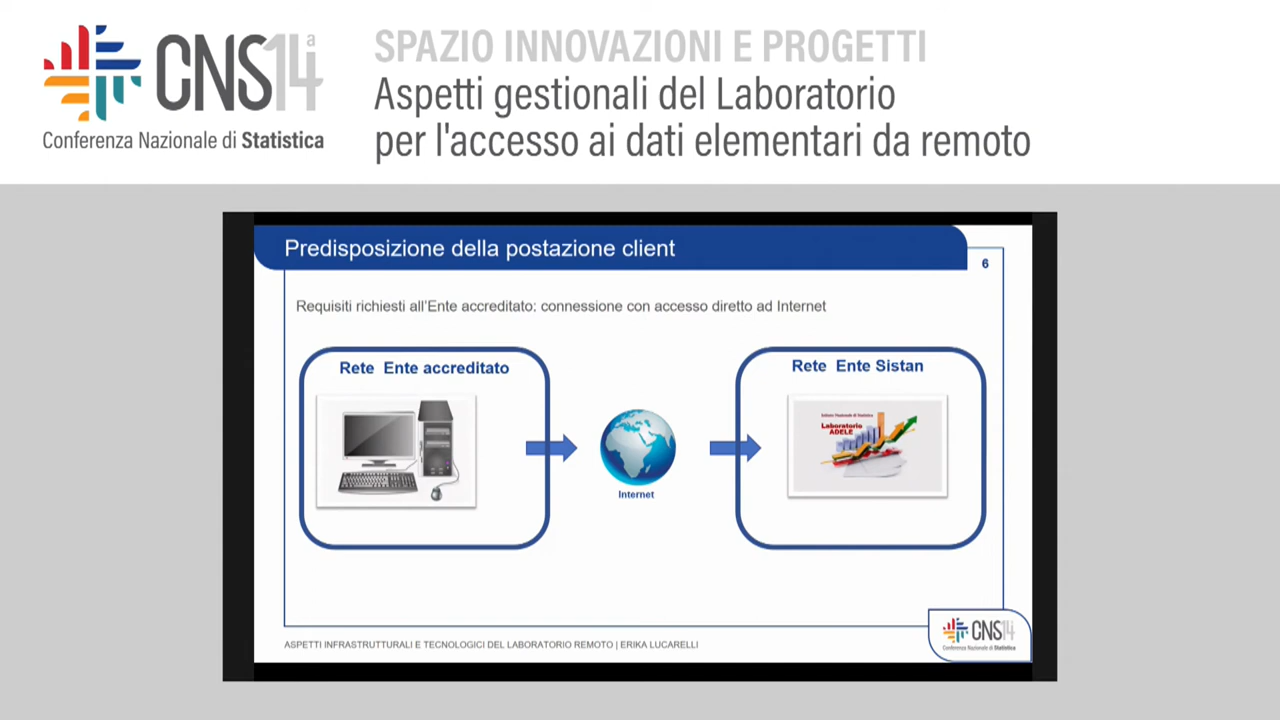 CNS14a
Conferenza Nazionale di Statistica
SPAZIO INNOVAZIONI E PROGETTI
Aspetti gestionali del Laboratorio
per l'accesso ai dati elementari da remoto
Predisposizione della postazione client
6
Requisiti richiesti all'Ente accreditato: connessione con accesso diretto ad Internet
Rete Ente accreditato
Internet
Rete Ente Sistan
Istituto Nazionale di Statistica
Laboratorio
ADELE
ASPETTI INFRASTRUTTURALI E TECNOLOGICI DEL LABORATORIO REMOTO | ERIKA LUCARELLI
CNS14
Conferenza Nazionale di Statistica